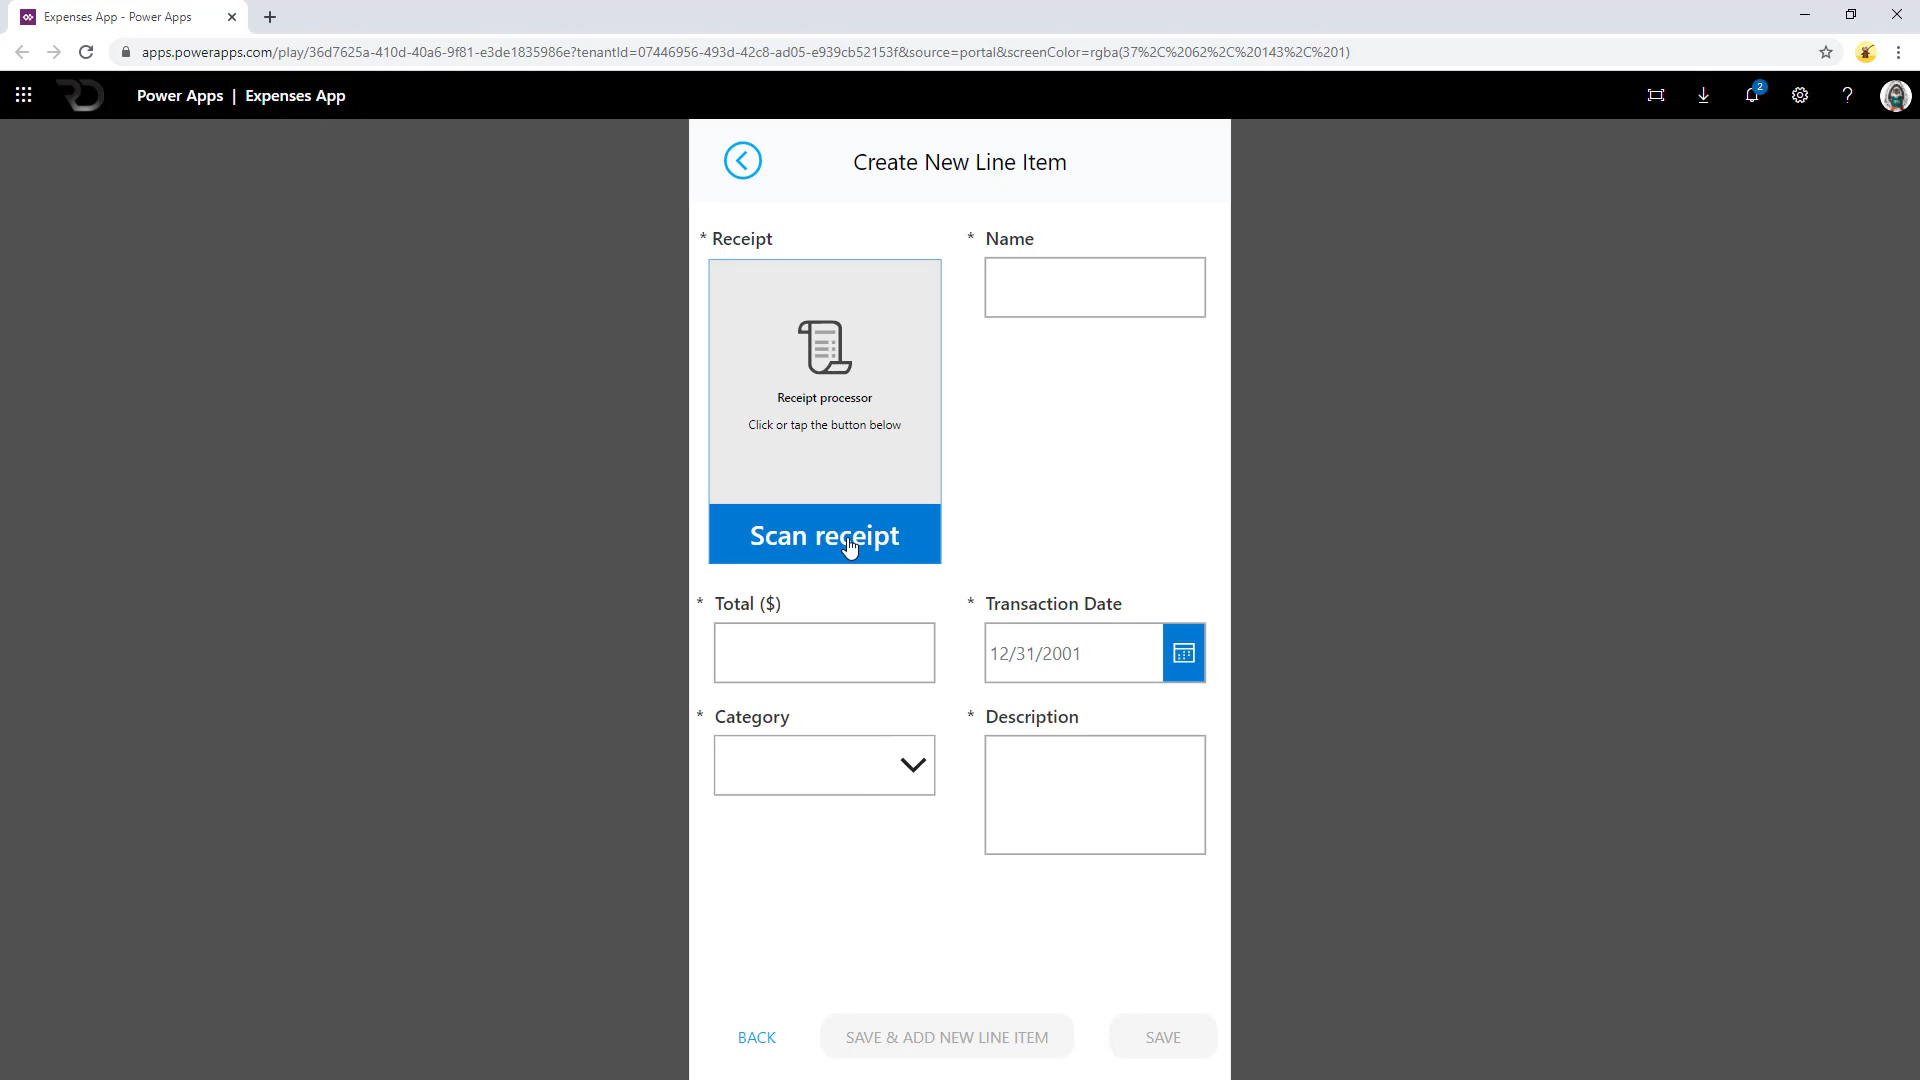 Expenses App - Power Apps
apps.powerapps.com/play/36d7625a-410d-40a6-9f81-e3de1835986e?tenantId=07446956-493d-42c8-ad05-e939cb52153f&source=portal&screenColor=rgba(37%2C%2062%2C%20143%2C%201)
Power Apps | Expenses App
2
?
Create New Line Item
* Receipt
* Name
Receipt processor
Click or tap the button below
Scan receipt
* Total ($)
* Transaction Date
12/31/2001
* Category
* Description
BACK
SAVE & ADD NEW LINE ITEM
SAVE